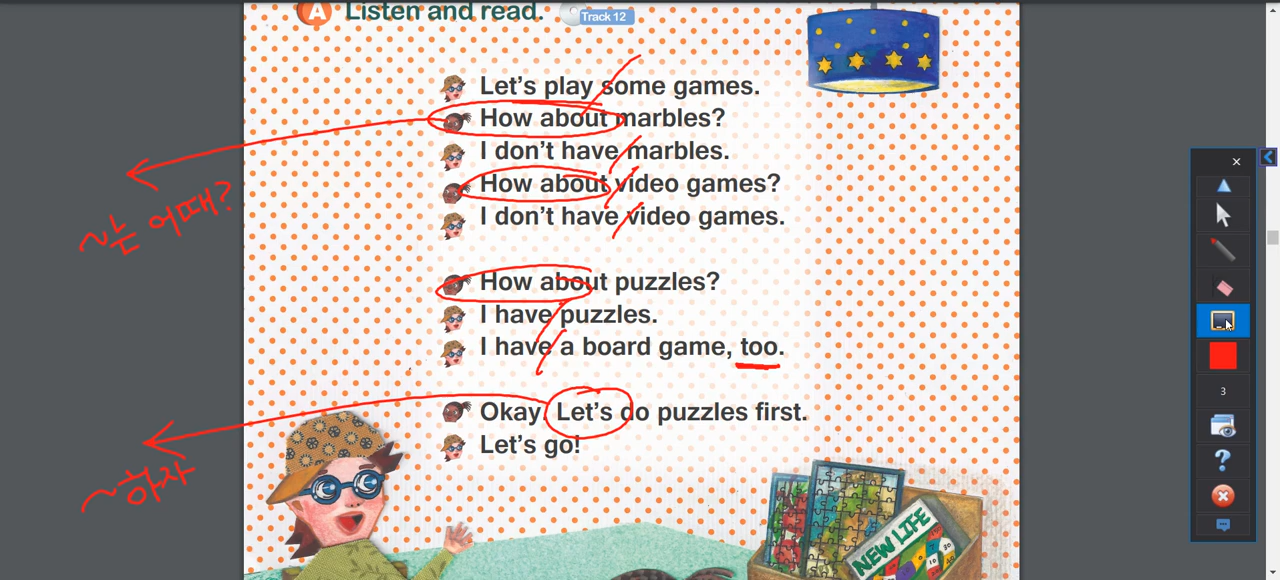 A Listen and read. Track 12
Let's play some games.
How about marbles?
I don't have marbles.
How about video games?
I don't have video games.
~는 어때?
How about puzzles?
I have puzzles.
I have a board game, too.
Okay. Let's do puzzles first.
Let's go!
~하자
NEW LIFE
3
?